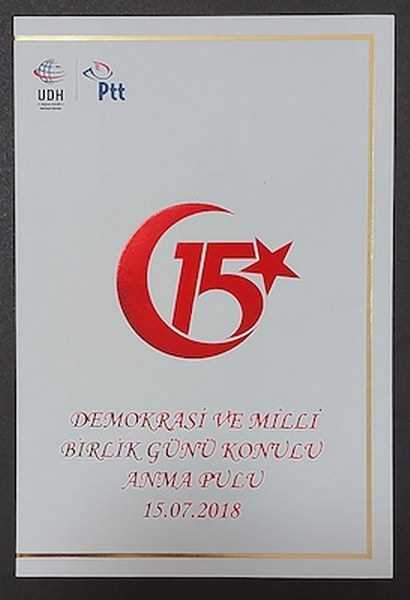 UDH
Ptt
15
DEMOKRASİ VE MİLLİ
BİRLİK GÜNÜ KONULU
ANMA PULU
15.07.2018